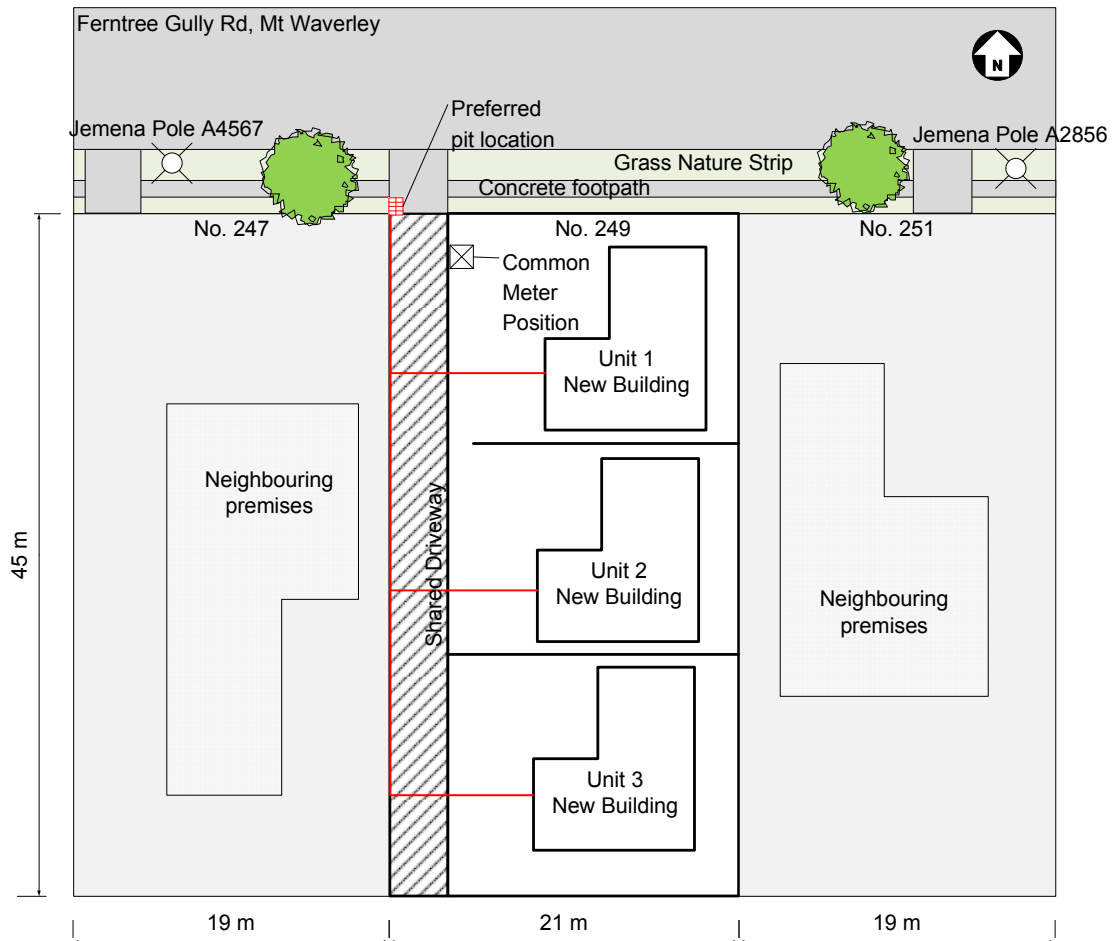 Ferntree Gully Rd, Mt Waverley
N
Preferred
pit location
Jemena Pole A4567
Jemena Pole A2856
Grass Nature Strip
Concrete footpath
No. 247
No. 249
No. 251
Common
Meter
Position
Unit 1
New Building
Neighbouring
premises
Shared Driveway
45 m
Unit 2
New Building
Neighbouring
premises
Unit 3
New Building
19 m
21 m
19 m